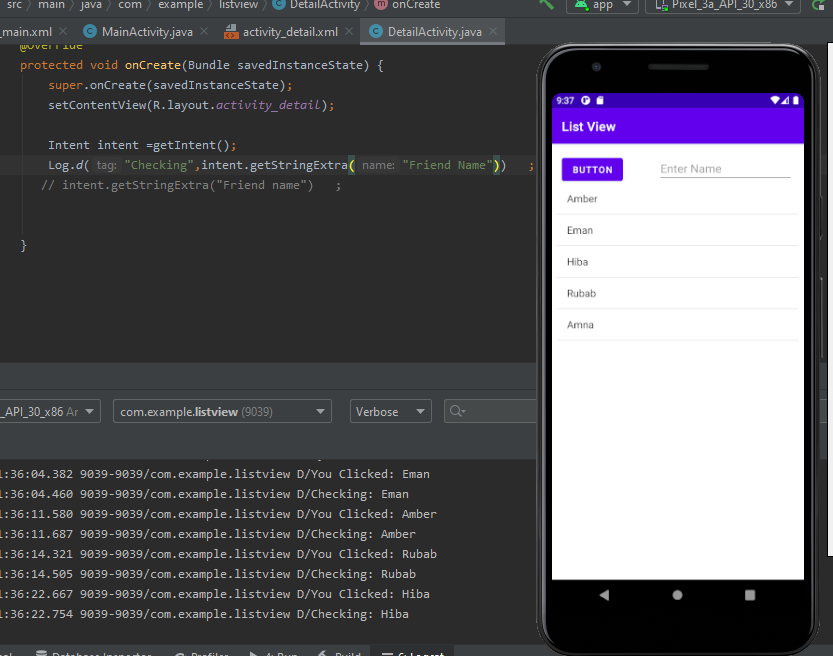 src 〉 main 〉 java 〉 com 〉 example 〉 listview 〉 DetailActivity 〉 m onCreate
app Pixel_3a_API_30_x86
_main.xml × C MainActivity.java × activity_detail.xml × C DetailActivity.java ×
@Override
protected void onCreate(Bundle savedInstanceState) {
super.onCreate(savedInstanceState);
setContentView(R.layout.activity_detail);
Intent intent =getIntent();
Log.d( tag: "Checking",intent.getStringExtra( name: "Friend Name"))   ;
// intent.getStringExtra("Friend name")   ;
}
9:37
List View
BUTTON Enter Name
Amber
Eman
Hiba
Rubab
Amna
_API_30_x86 Ar com.example.listview (9039) Verbose
1:36:04.382 9039-9039/com.example.listview D/You Clicked: Eman
1:36:04.460 9039-9039/com.example.listview D/Checking: Eman
1:36:11.580 9039-9039/com.example.listview D/You Clicked: Amber
1:36:11.687 9039-9039/com.example.listview D/Checking: Amber
1:36:14.321 9039-9039/com.example.listview D/You Clicked: Rubab
1:36:14.505 9039-9039/com.example.listview D/Checking: Rubab
1:36:22.667 9039-9039/com.example.listview D/You Clicked: Hiba
1:36:22.754 9039-9039/com.example.listview D/Checking: Hiba
Database Inspector Profiler 4: Run Build 6: Logcat